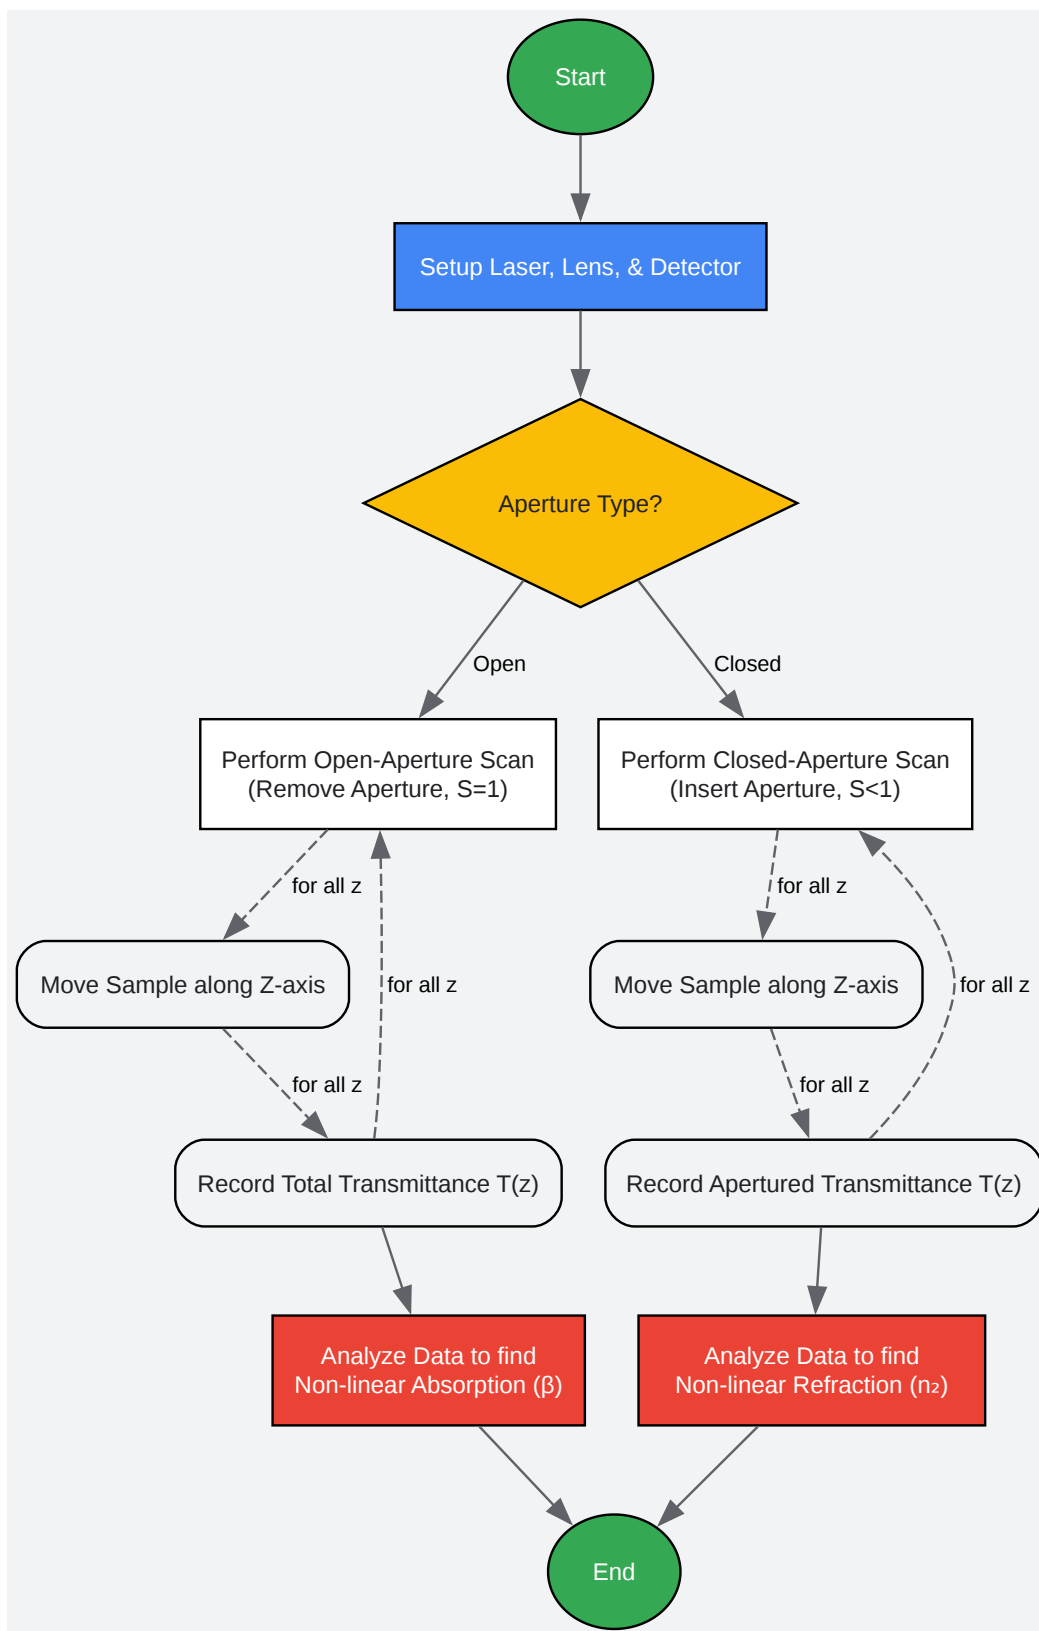 Start
Setup Laser, Lens, & Detector
Aperture Type?
Open
Closed
Perform Open-Aperture Scan
(Remove Aperture, S=1)
Perform Closed-Aperture Scan
(Insert Aperture, S<1)
for all z
for all z
Move Sample along Z-axis
for all z
Move Sample along Z-axis
for all z
for all z
for all z
Record Total Transmittance T(z)
Record Apertured Transmittance T(z)
Analyze Data to find
Non-linear Absorption (β)
Analyze Data to find
Non-linear Refraction (n₂)
End